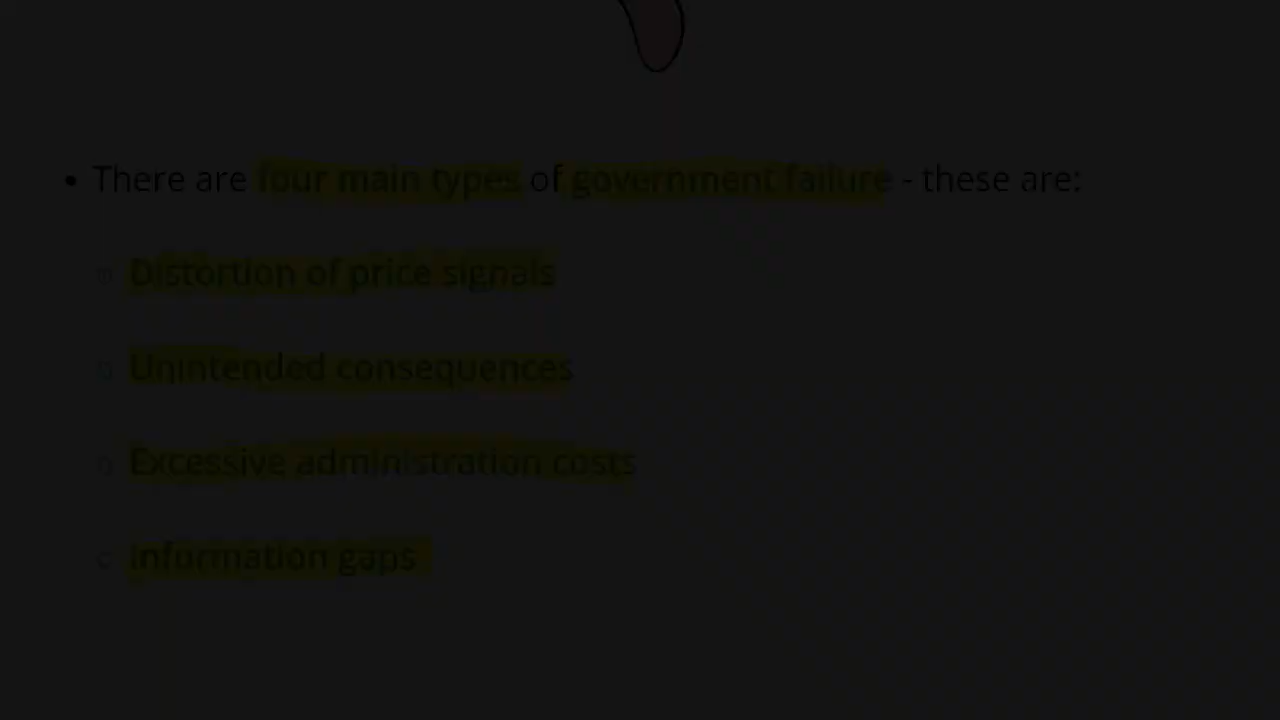 • There are four main types of government failure - these are:
Distortion of price signals
Unintended consequences
Excessive administration costs
Information gaps